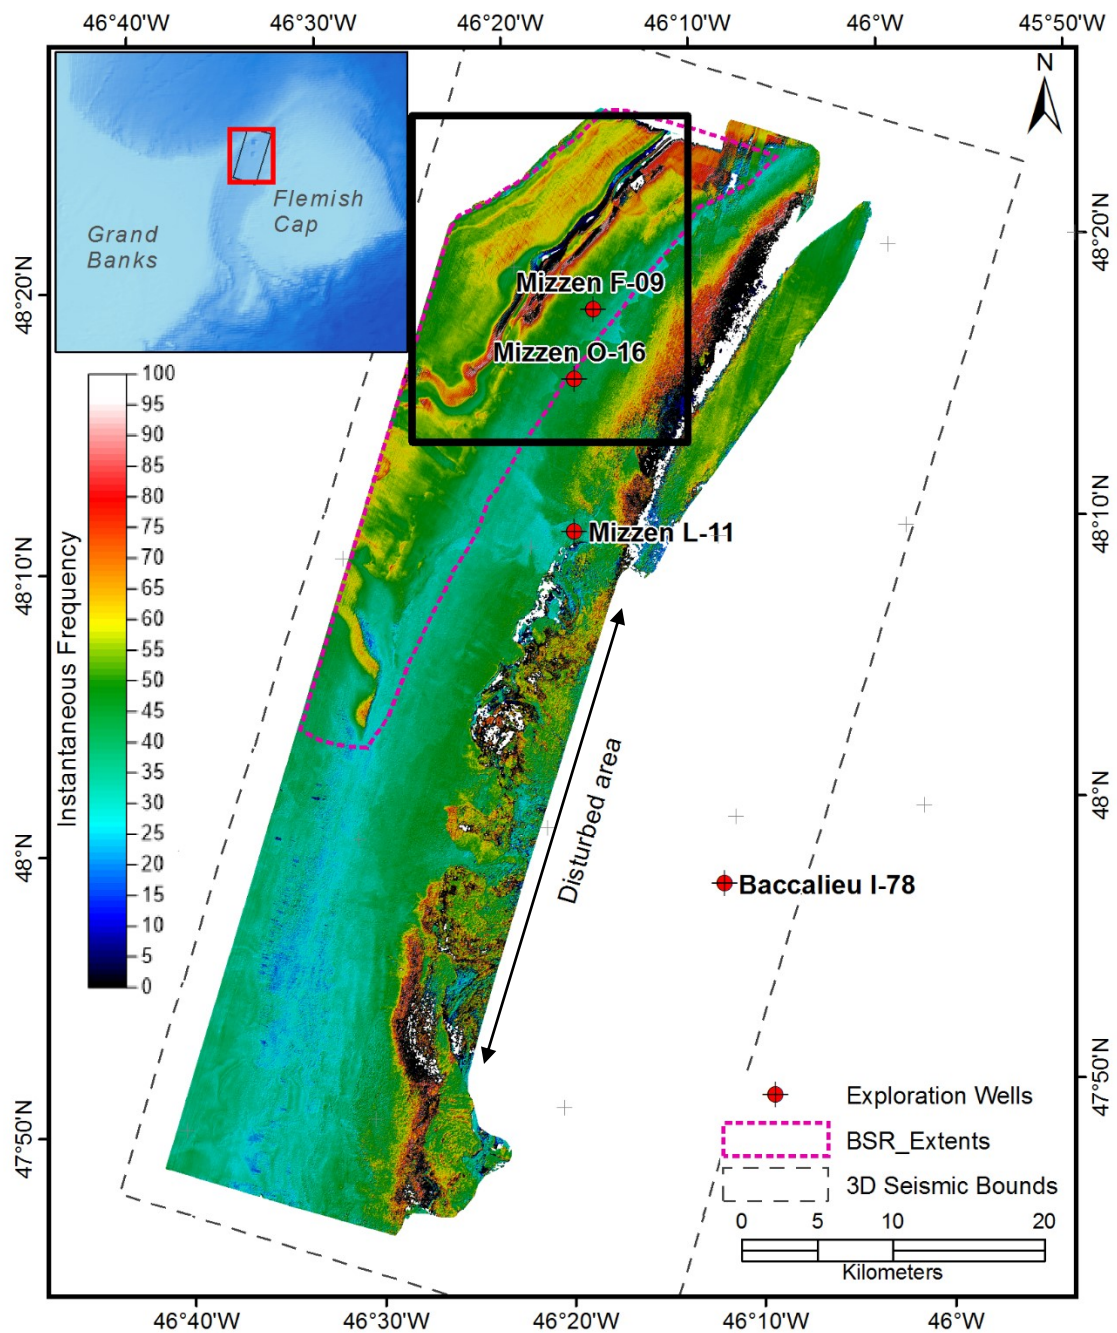 46°40'W 46°30'W 46°20'W 46°10'W 46°W 45°50'W
N
Grand
Banks
Flemish
Cap
48°20'N
48°20'N
Mizzen F-09
Mizzen O-16
Mizzen L-11
48°10'N
48°10'N
Instantaneous Frequency
100
95
90
85
80
75
70
65
60
55
50
45
40
35
30
25
20
15
10
5
0
Disturbed area
48°N
48°N
Baccalieu I-78
47°50'N
47°50'N
Exploration Wells
BSR_Extents
3D Seismic Bounds
0 5 10 20
Kilometers
46°40'W 46°30'W 46°20'W 46°10'W 46°W